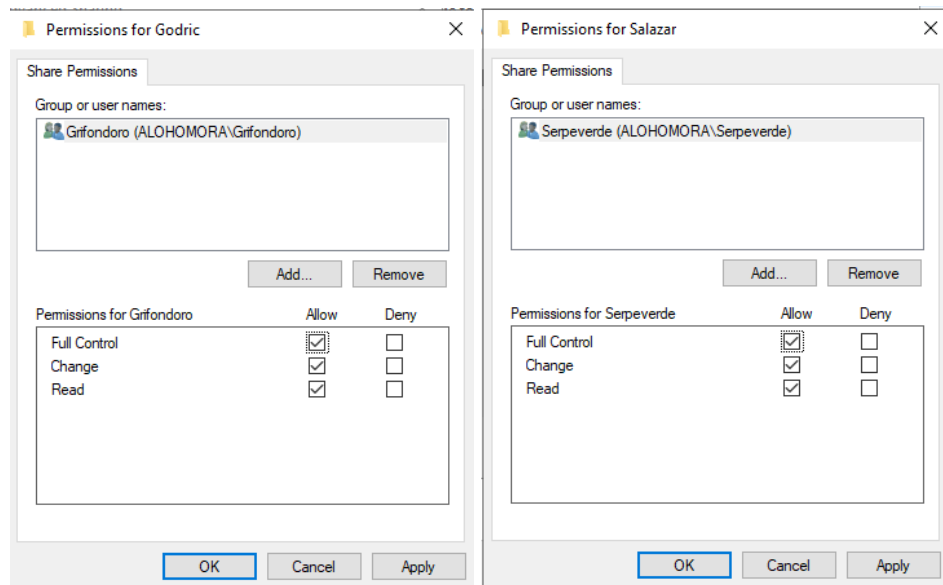 Permissions for Godric
Share Permissions
Group or user names:
Grifondoro (ALOHOMORA\Grifondoro)
Add...
Remove
Permissions for Grifondoro Allow Deny
Full Control
Change
Read
OK
Cancel
Apply
Permissions for Salazar
Share Permissions
Group or user names:
Serpeverde (ALOHOMORA\Serpeverde)
Add...
Remove
Permissions for Serpeverde Allow Deny
Full Control
Change
Read
OK
Cancel
Apply